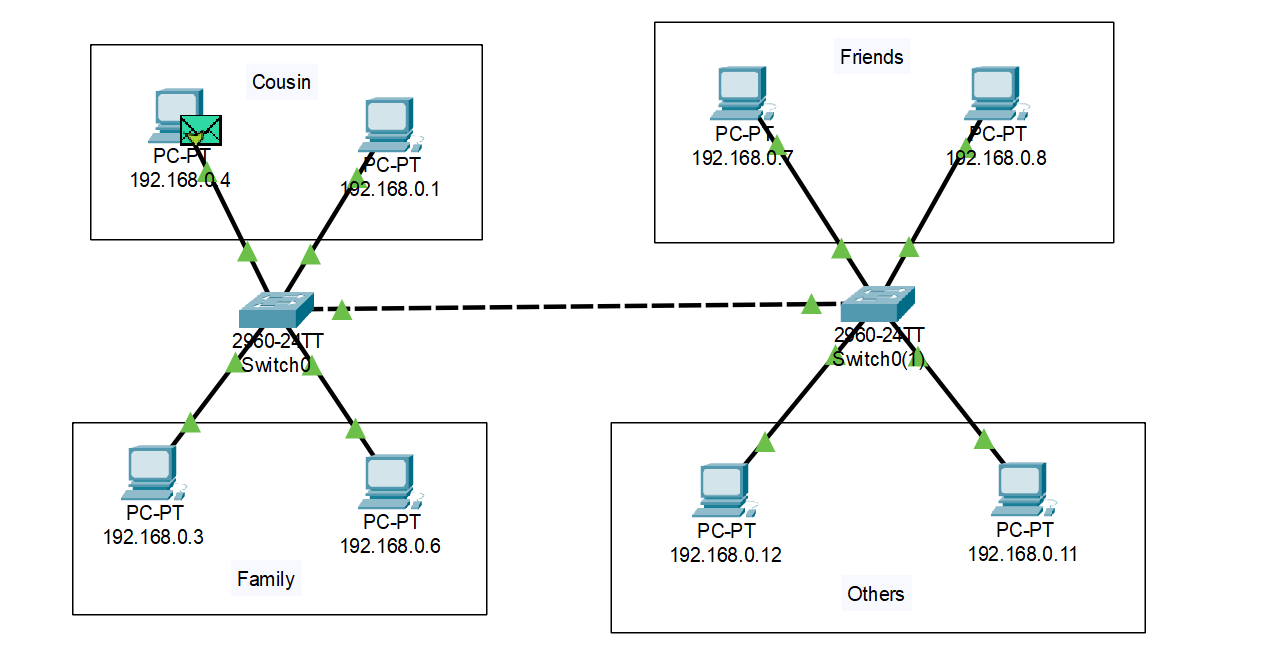 Cousin
PC-PT
192.168.0.4
PC-PT
192.168.0.1
Friends
PC-PT
192.168.0.7
PC-PT
192.168.0.8
2960-24TT
Switch0
2960-24TT
Switch0(1)
PC-PT
192.168.0.3
PC-PT
192.168.0.6
Family
PC-PT
192.168.0.12
PC-PT
192.168.0.11
Others